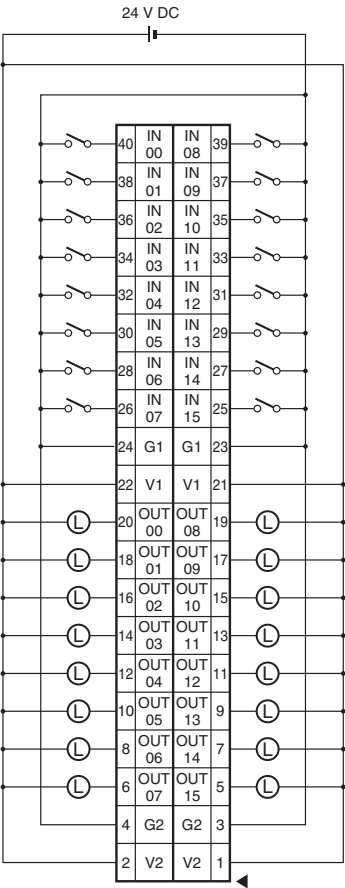 24 V DC
40 IN 00 IN 08 39
38 IN 01 IN 09 37
36 IN 02 IN 10 35
34 IN 03 IN 11 33
32 IN 04 IN 12 31
30 IN 05 IN 13 29
28 IN 06 IN 14 27
26 IN 07 IN 15 25
24 G1 G1 23
22 V1 V1 21
20 OUT 00 OUT 08 19
L L
18 OUT 01 OUT 09 17
L L
16 OUT 02 OUT 10 15
L L
14 OUT 03 OUT 11 13
L L
12 OUT 04 OUT 12 11
L L
10 OUT 05 OUT 13 9
L L
8 OUT 06 OUT 14 7
L L
6 OUT 07 OUT 15 5
L L
4 G2 G2 3
2 V2 V2 1